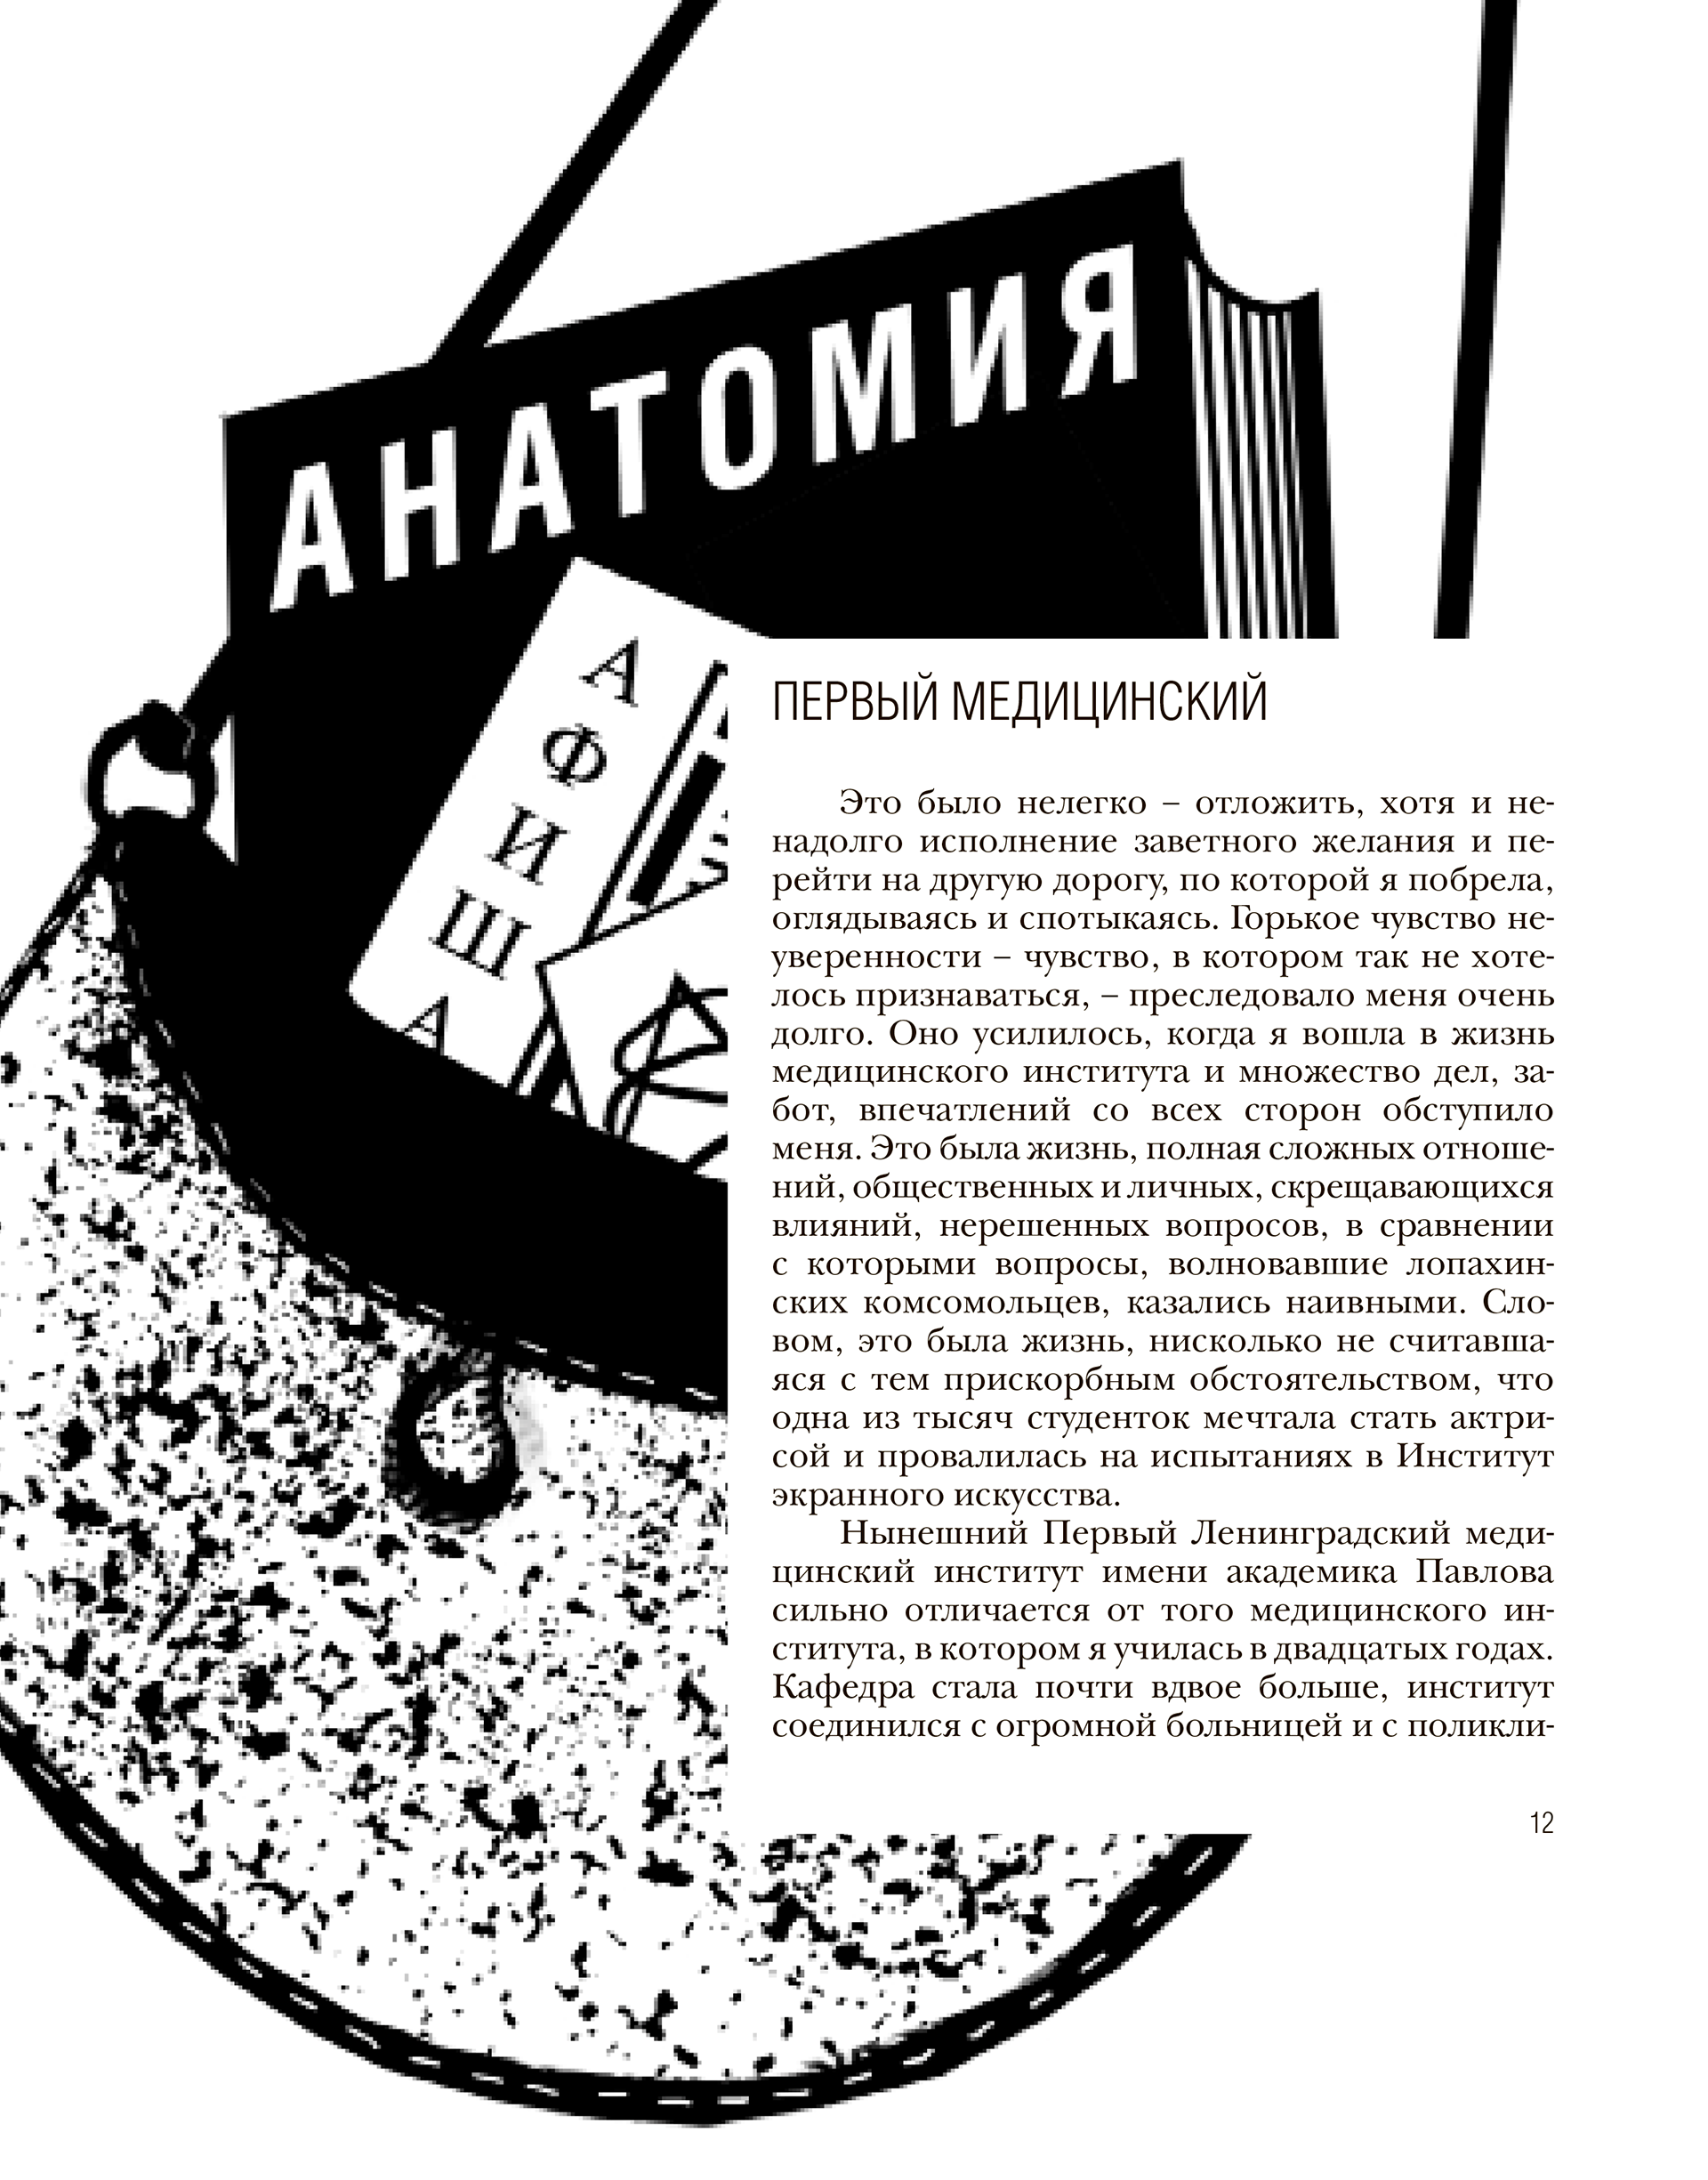 АНАТОМИЯ
АФИША
ПЕРВЫЙ МЕДИЦИНСКИЙ
Это было нелегко – отложить, хотя и не-
надолго исполнение заветного желания и пе-
рейти на другую дорогу, по которой я побрела,
оглядываясь и спотыкаясь. Горькое чувство не-
уверенности – чувство, в котором так не хоте-
лось признаваться, – преследовало меня очень
долго. Оно усилилось, когда я вошла в жизнь
медицинского института и множество дел, за-
бот, впечатлений со всех сторон обступило
меня. Это была жизнь, полная сложных отноше-
ний, общественных и личных, скрещавающихся
влияний, нерешенных вопросов, в сравнении
с которыми вопросы, волновавшие лопахин-
ских комсомольцев, казались наивными. Сло-
вом, это была жизнь, нисколько не считавша-
яся с тем прискорбным обстоятельством, что
одна из тысяч студенток мечтала стать актри-
сой и провалилась на испытаниях в Институт
экранного искусства.
Нынешний Первый Ленинградский меди-
цинский институт имени академика Павлова
сильно отличается от того медицинского ин-
ститута, в котором я училась в двадцатых годах.
Кафедра стала почти вдвое больше, институт
соединился с огромной больницей и с поликли-
12